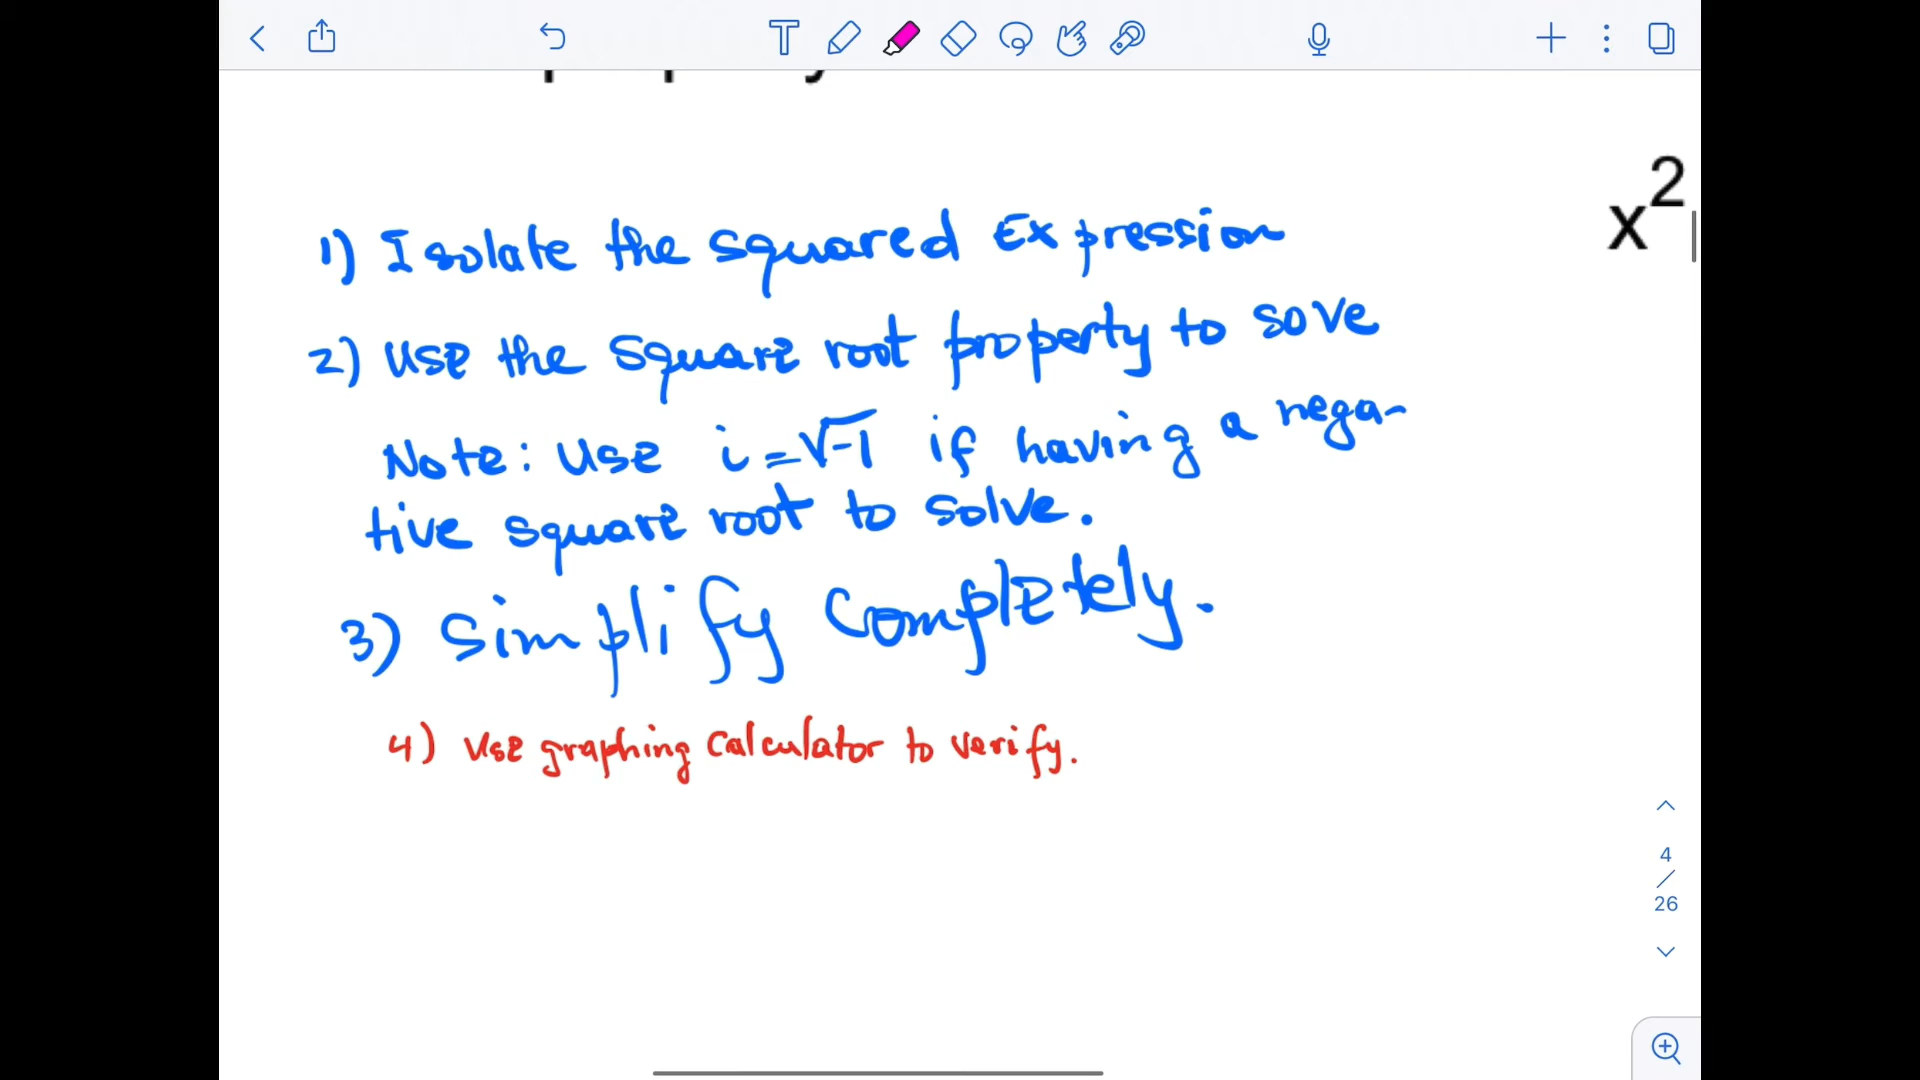 x²
1) Isolate the squared Expression
2) Use the square root property to sove
Note: Use i = √-1 if having a nega-
tive square root to solve.
3) Simplify Completely.
4) Use graphing Calculator to verify.
4
/
26